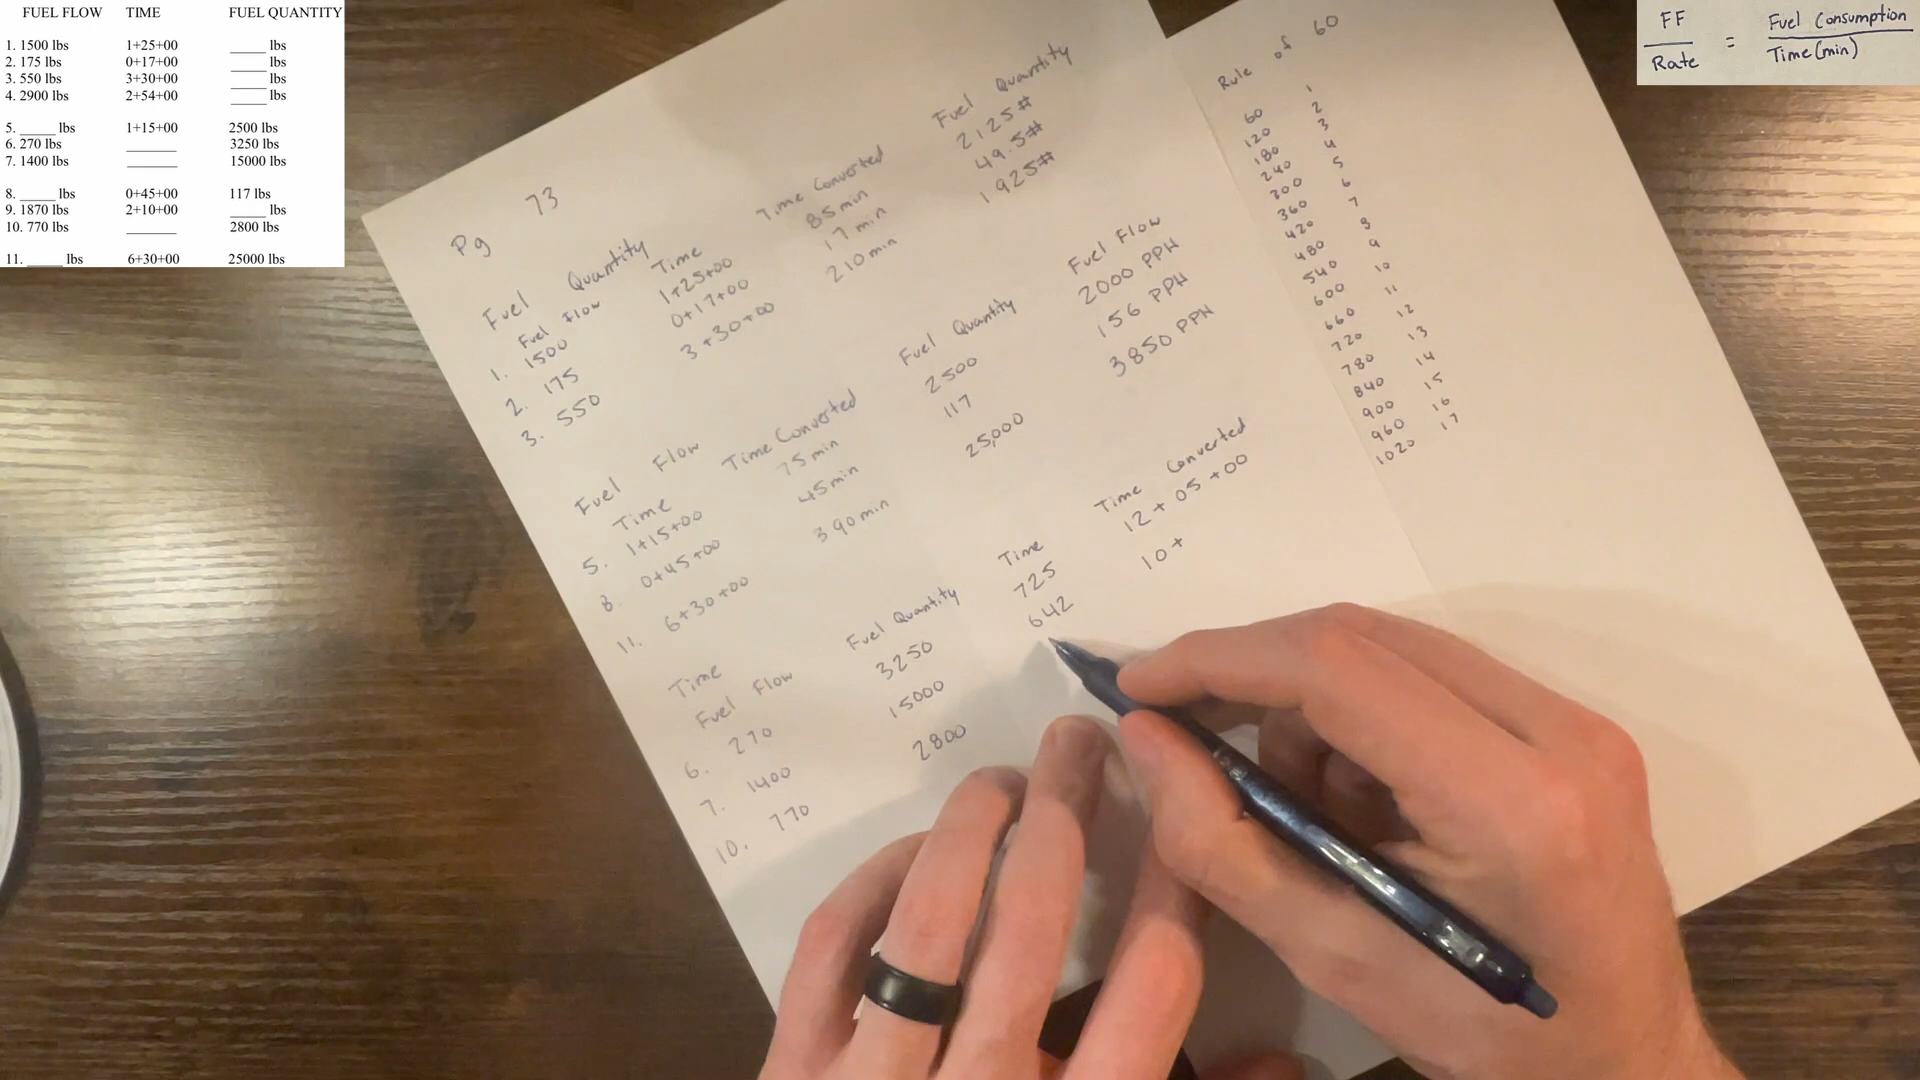 FUEL FLOW TIME FUEL QUANTITY
1. 1500 lbs 1+25+00 _____ lbs
2. 175 lbs 0+17+00 _____ lbs
3. 550 lbs 3+30+00 _____ lbs
4. 2900 lbs 2+54+00 _____ lbs
5. _____ lbs 1+15+00 2500 lbs
6. 270 lbs _______ 3250 lbs
7. 1400 lbs _______ 15000 lbs
8. _____ lbs 0+45+00 117 lbs
9. 1870 lbs 2+10+00 _____ lbs
10. 770 lbs _______ 2800 lbs
11. _____ lbs 6+30+00 25000 lbs
FF / Rate = Fuel Consumption / Time(min)
Pg 73
Fuel Quantity
Fuel Flow Time Time Converted Fuel Quantity
1. 1500 1+25+00 85 min 2125#
2. 175 0+17+00 17 min 49.5#
3. 550 3+30+00 210 min 1925#
Fuel Flow
Time Time Converted Fuel Quantity Fuel Flow
5. 1+15+00 75 min 2500 2000 PPH
8. 0+45+00 45 min 117 156 PPH
11. 6+30+00 390 min 25,000 3850 PPH
Time
Fuel Flow Fuel Quantity Time Time Converted
6. 270 3250 725 12+05+00
7. 1400 15000 642 10+
10. 770 2800
Rule of 60
60 1
120 2
180 3
240 4
300 5
360 6
420 7
480 8
540 9
600 10
660 11
720 12
780 13
840 14
900 15
960 16
1020 17